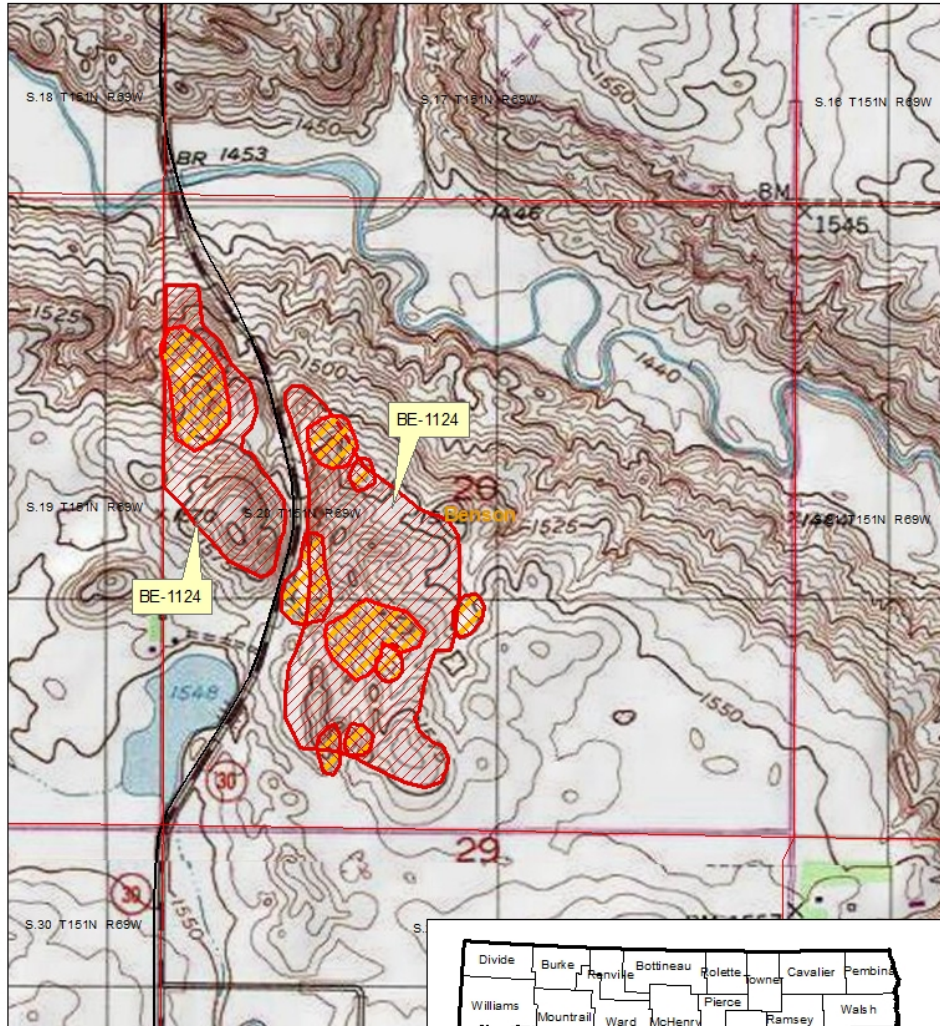 S.18 T151N R69W
S.17 T151N R69W
1550
S.16 T151N R69W
1450
BR 1453
BM
1446
1545
1525
1500
1440
BE-1124
20
Benson
S.19 T151N R69W
1570
S.20 T151N R69W
1525
BE-1124
1548
1550
30
29
30
S.30 T151N R69W
1550
Divide
Burke
Renville
Bottineau
Rolette
Towner
Cavalier
Pembina
Williams
Mountrail
Ward
McHenry
Pierce
Ramsey
Walsh